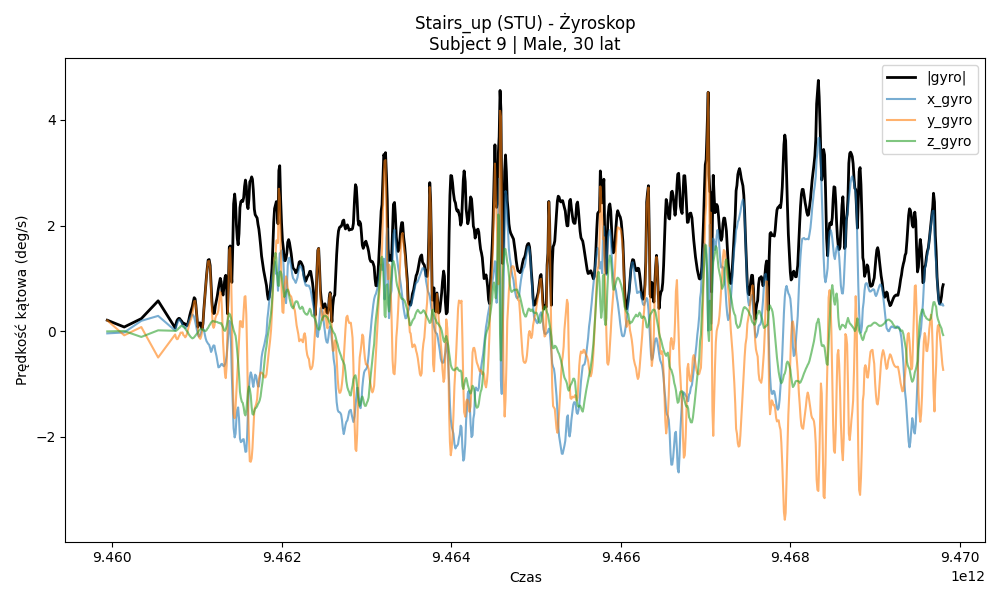 Stairs_up (STU) - Żyroskop
Subject 9 | Male, 30 lat
|gyro|
x_gyro
y_gyro
z_gyro
Prędkość kątowa (deg/s)
4
2
0
−2
9.460 9.462 9.464 9.466 9.468 9.470
1e12
Czas